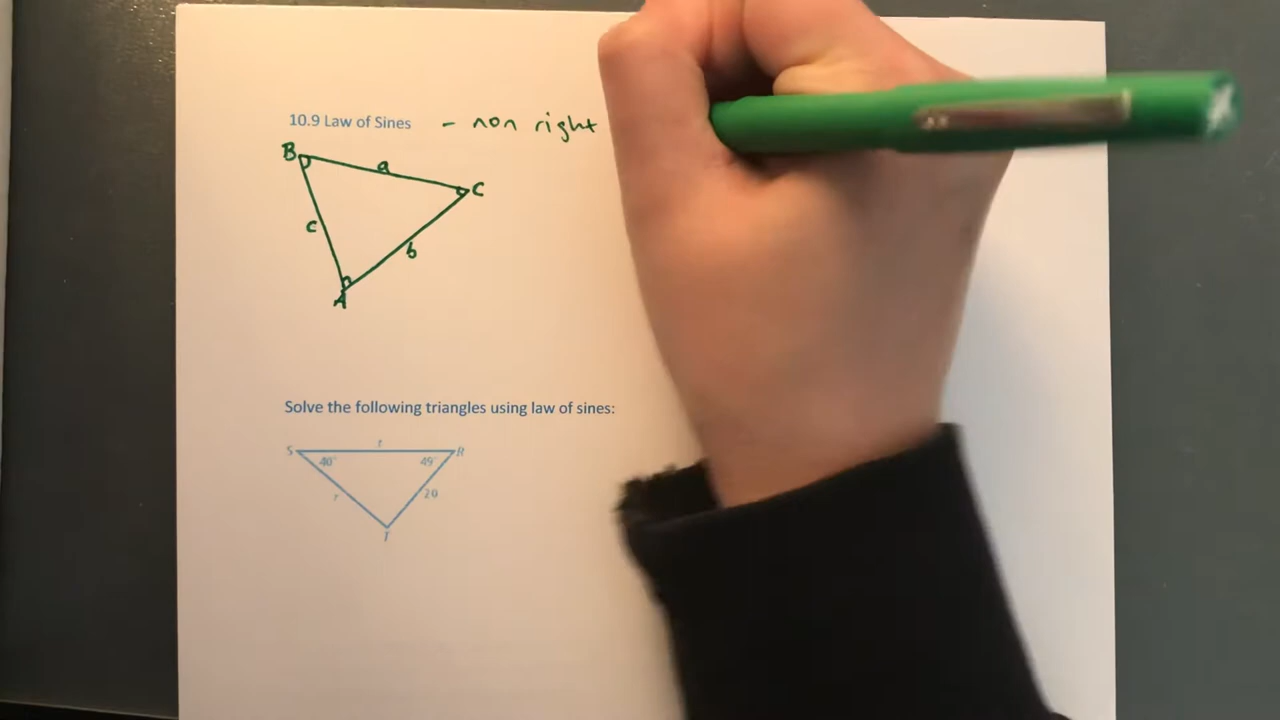 10.9 Law of Sines - non right
B
a
C
c
b
A
Solve the following triangles using law of sines:
S
t
R
40°
49°
r
20
T